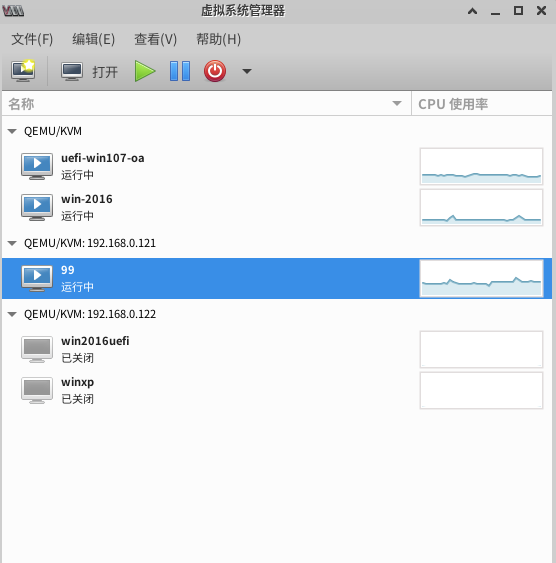 虚拟系统管理器
文件(F) 编辑(E) 查看(V) 帮助(H)
打开
名称 CPU 使用率
QEMU/KVM
uefi-win107-oa
运行中
win-2016
运行中
QEMU/KVM: 192.168.0.121
99
运行中
QEMU/KVM: 192.168.0.122
win2016uefi
已关闭
winxp
已关闭